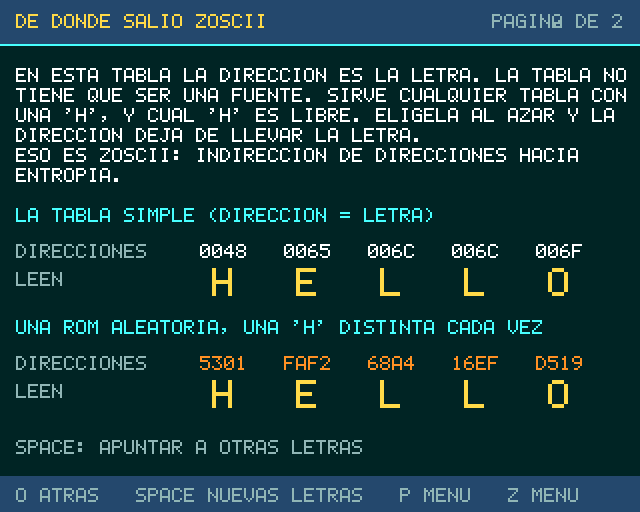 DE DONDE SALIO ZOSCII
PAGIN DE 2
EN ESTA TABLA LA DIRECCION ES LA LETRA. LA TABLA NO
TIENE QUE SER UNA FUENTE. SIRVE CUALQUIER TABLA CON
UNA 'H', Y CUAL 'H' ES LIBRE. ELIGELA AL AZAR Y LA
DIRECCION DEJA DE LLEVAR LA LETRA.
ESO ES ZOSCII: INDIRECCION DE DIRECCIONES HACIA
ENTROPIA.
LA TABLA SIMPLE (DIRECCION = LETRA)
DIRECCIONES 0048 0065 006C 006C 006F
LEEN H E L L O
UNA ROM ALEATORIA, UNA 'H' DISTINTA CADA VEZ
DIRECCIONES 5301 FAF2 68A4 16EF D519
LEEN H E L L O
SPACE: APUNTAR A OTRAS LETRAS
O ATRAS SPACE NUEVAS LETRAS P MENU Z MENU